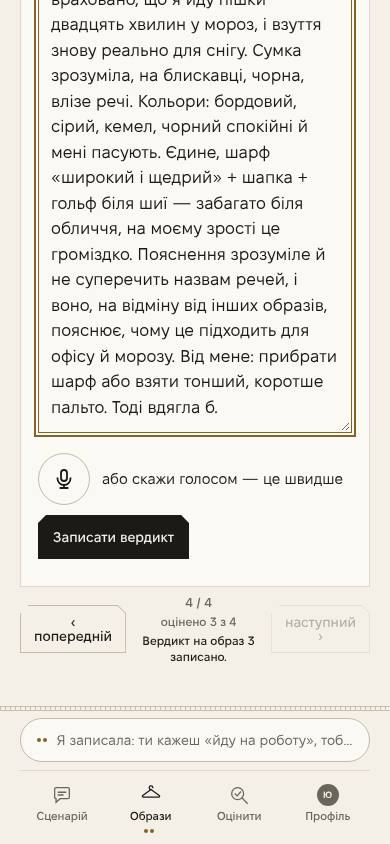 враховано, що я йду пішки
двадцять хвилин у мороз, і взуття
знову реально для снігу. Сумка
зрозуміла, на блискавці, чорна,
влізе речі. Кольори: бордовий,
сірий, кемел, чорний спокійні й
мені пасують. Єдине, шарф
«широкий і щедрий» + шапка +
гольф біля шиї — забагато біля
обличчя, на моєму зрості це
громіздко. Пояснення зрозуміле й
не суперечить назвам речей, і
воно, на відміну від інших образів,
пояснює, чому це підходить для
офісу й морозу. Від мене: прибрати
шарф або взяти тонший, коротше
пальто. Тоді вдягла б.
або скажи голосом — це швидше
Записати вердикт
‹
попередній
4 / 4
оцінено 3 з 4
Вердикт на образ 3
записано.
наступний
›
Я записала: ти кажеш «йду на роботу», тоб...
Сценарій
Образи
Оцінити
Ю
Профіль